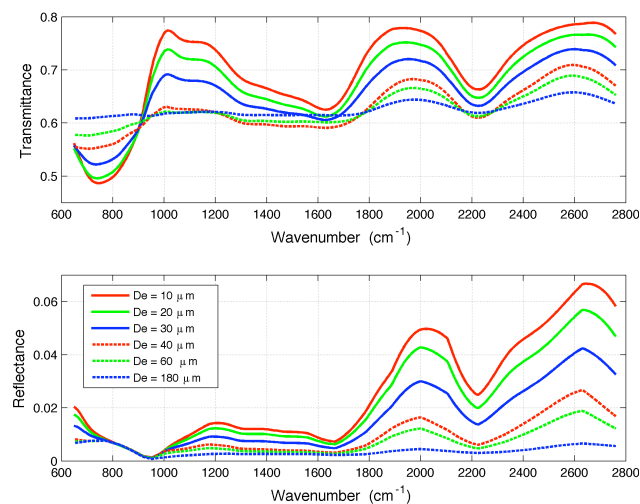 0.8
0.7
0.6
0.5
Transmittance
600 800 1000 1200 1400 1600 1800 2000 2200 2400 2600 2800
Wavenumber (cm-1)
0.06
0.04
0.02
0
Reflectance
De = 10 μm
De = 20 μm
De = 30 μm
De = 40 μm
De = 60 μm
De = 180 μm
600 800 1000 1200 1400 1600 1800 2000 2200 2400 2600 2800
Wavenumber (cm-1)